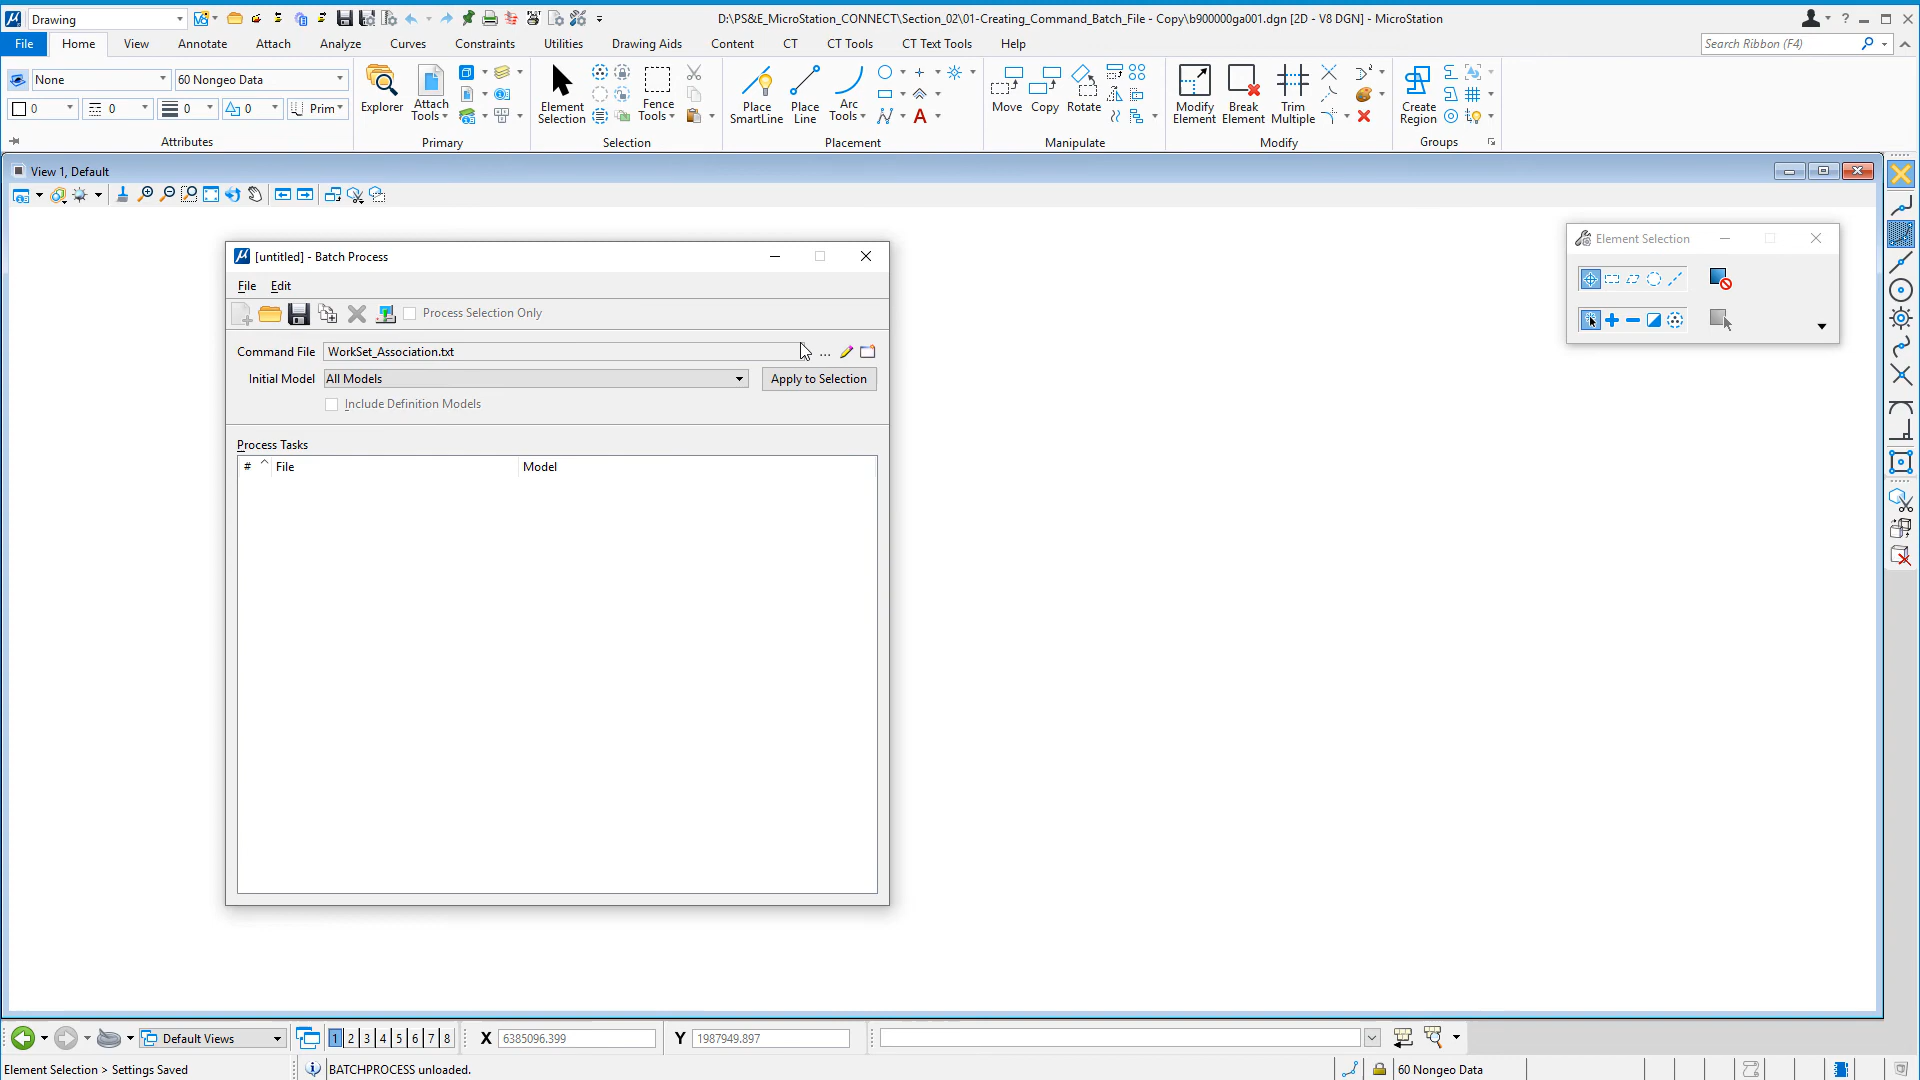 Drawing
D:\PS&E_MicroStation_CONNECT\Section_02\01-Creating_Command_Batch_File - Copy\b900000ga001.dgn [2D - V8 DGN] - MicroStation
File Home View Annotate Attach Analyze Curves Constraints Utilities Drawing Aids Content CT CT Tools CT Text Tools Help
Search Ribbon (F4)
None 60 Nongeo Data
0 0 0 0 Prim
Explorer Attach Tools
Element Selection Fence Tools
Place SmartLine Place Line Arc Tools
Move Copy Rotate
Modify Element Break Element Trim Multiple
Create Region
Attributes Primary Selection Placement Manipulate Modify Groups
View 1, Default
[untitled] - Batch Process
File Edit
Process Selection Only
Command File WorkSet_Association.txt ...
Initial Model All Models Apply to Selection
Include Definition Models
Process Tasks
# File Model
Element Selection
Default Views 1 2 3 4 5 6 7 8 X 6385096.399 Y 1987949.897
Element Selection > Settings Saved BATCHPROCESS unloaded. 60 Nongeo Data